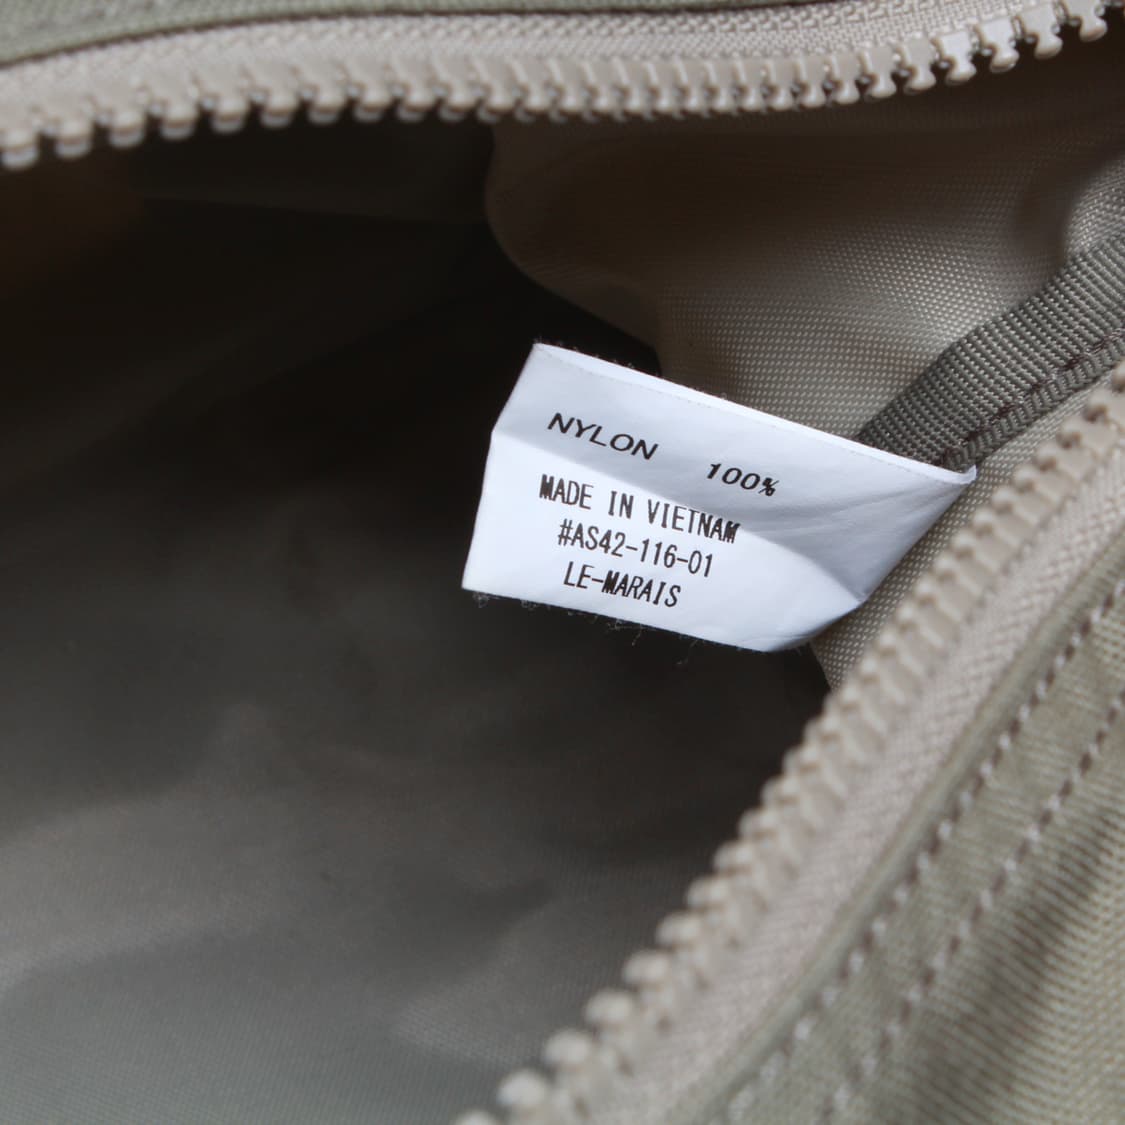 NYLON 100%
MADE IN VIETNAM
#AS42-116-01
LE-MARAIS